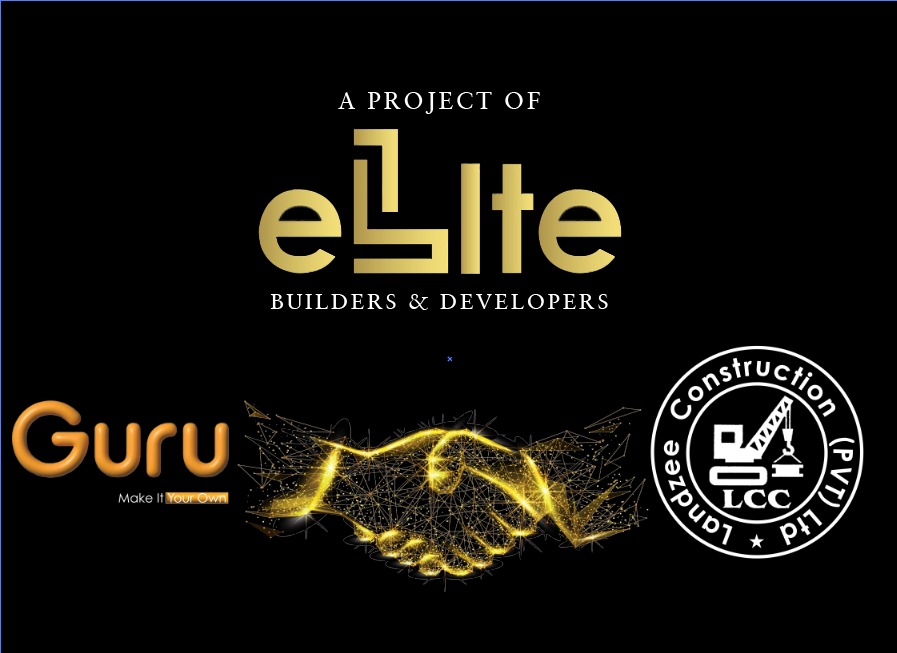 A PROJECT OF
eLIte
BUILDERS & DEVELOPERS
Guru
Make It Your Own
Landzee Construction (PVT) Ltd
LCC